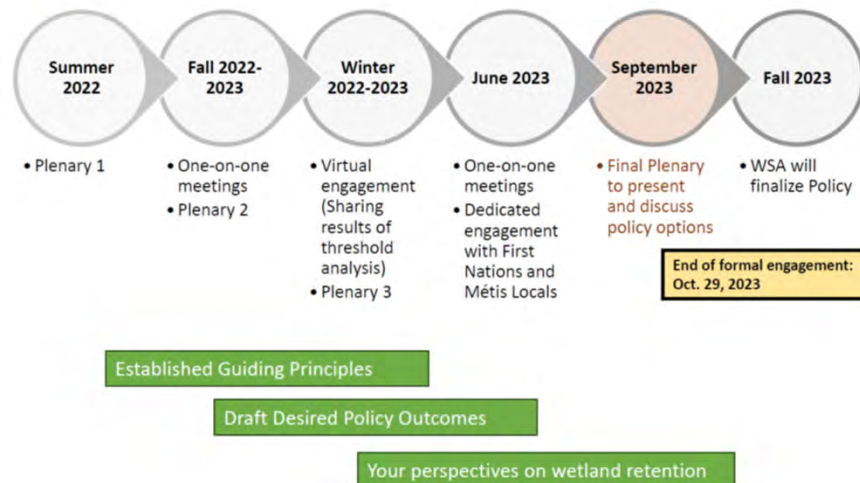 Summer
2022
Fall 2022-
2023
Winter
2022-2023
June 2023
September
2023
Fall 2023
• Plenary 1
• One-on-one
meetings
• Plenary 2
• Virtual
engagement
(Sharing
results of
threshold
analysis)
• Plenary 3
• One-on-one
meetings
• Dedicated
engagement
with First
Nations and
Métis Locals
• Final Plenary
to present
and discuss
policy options
• WSA will
finalize Policy
End of formal engagement:
Oct. 29, 2023
Established Guiding Principles
Draft Desired Policy Outcomes
Your perspectives on wetland retention